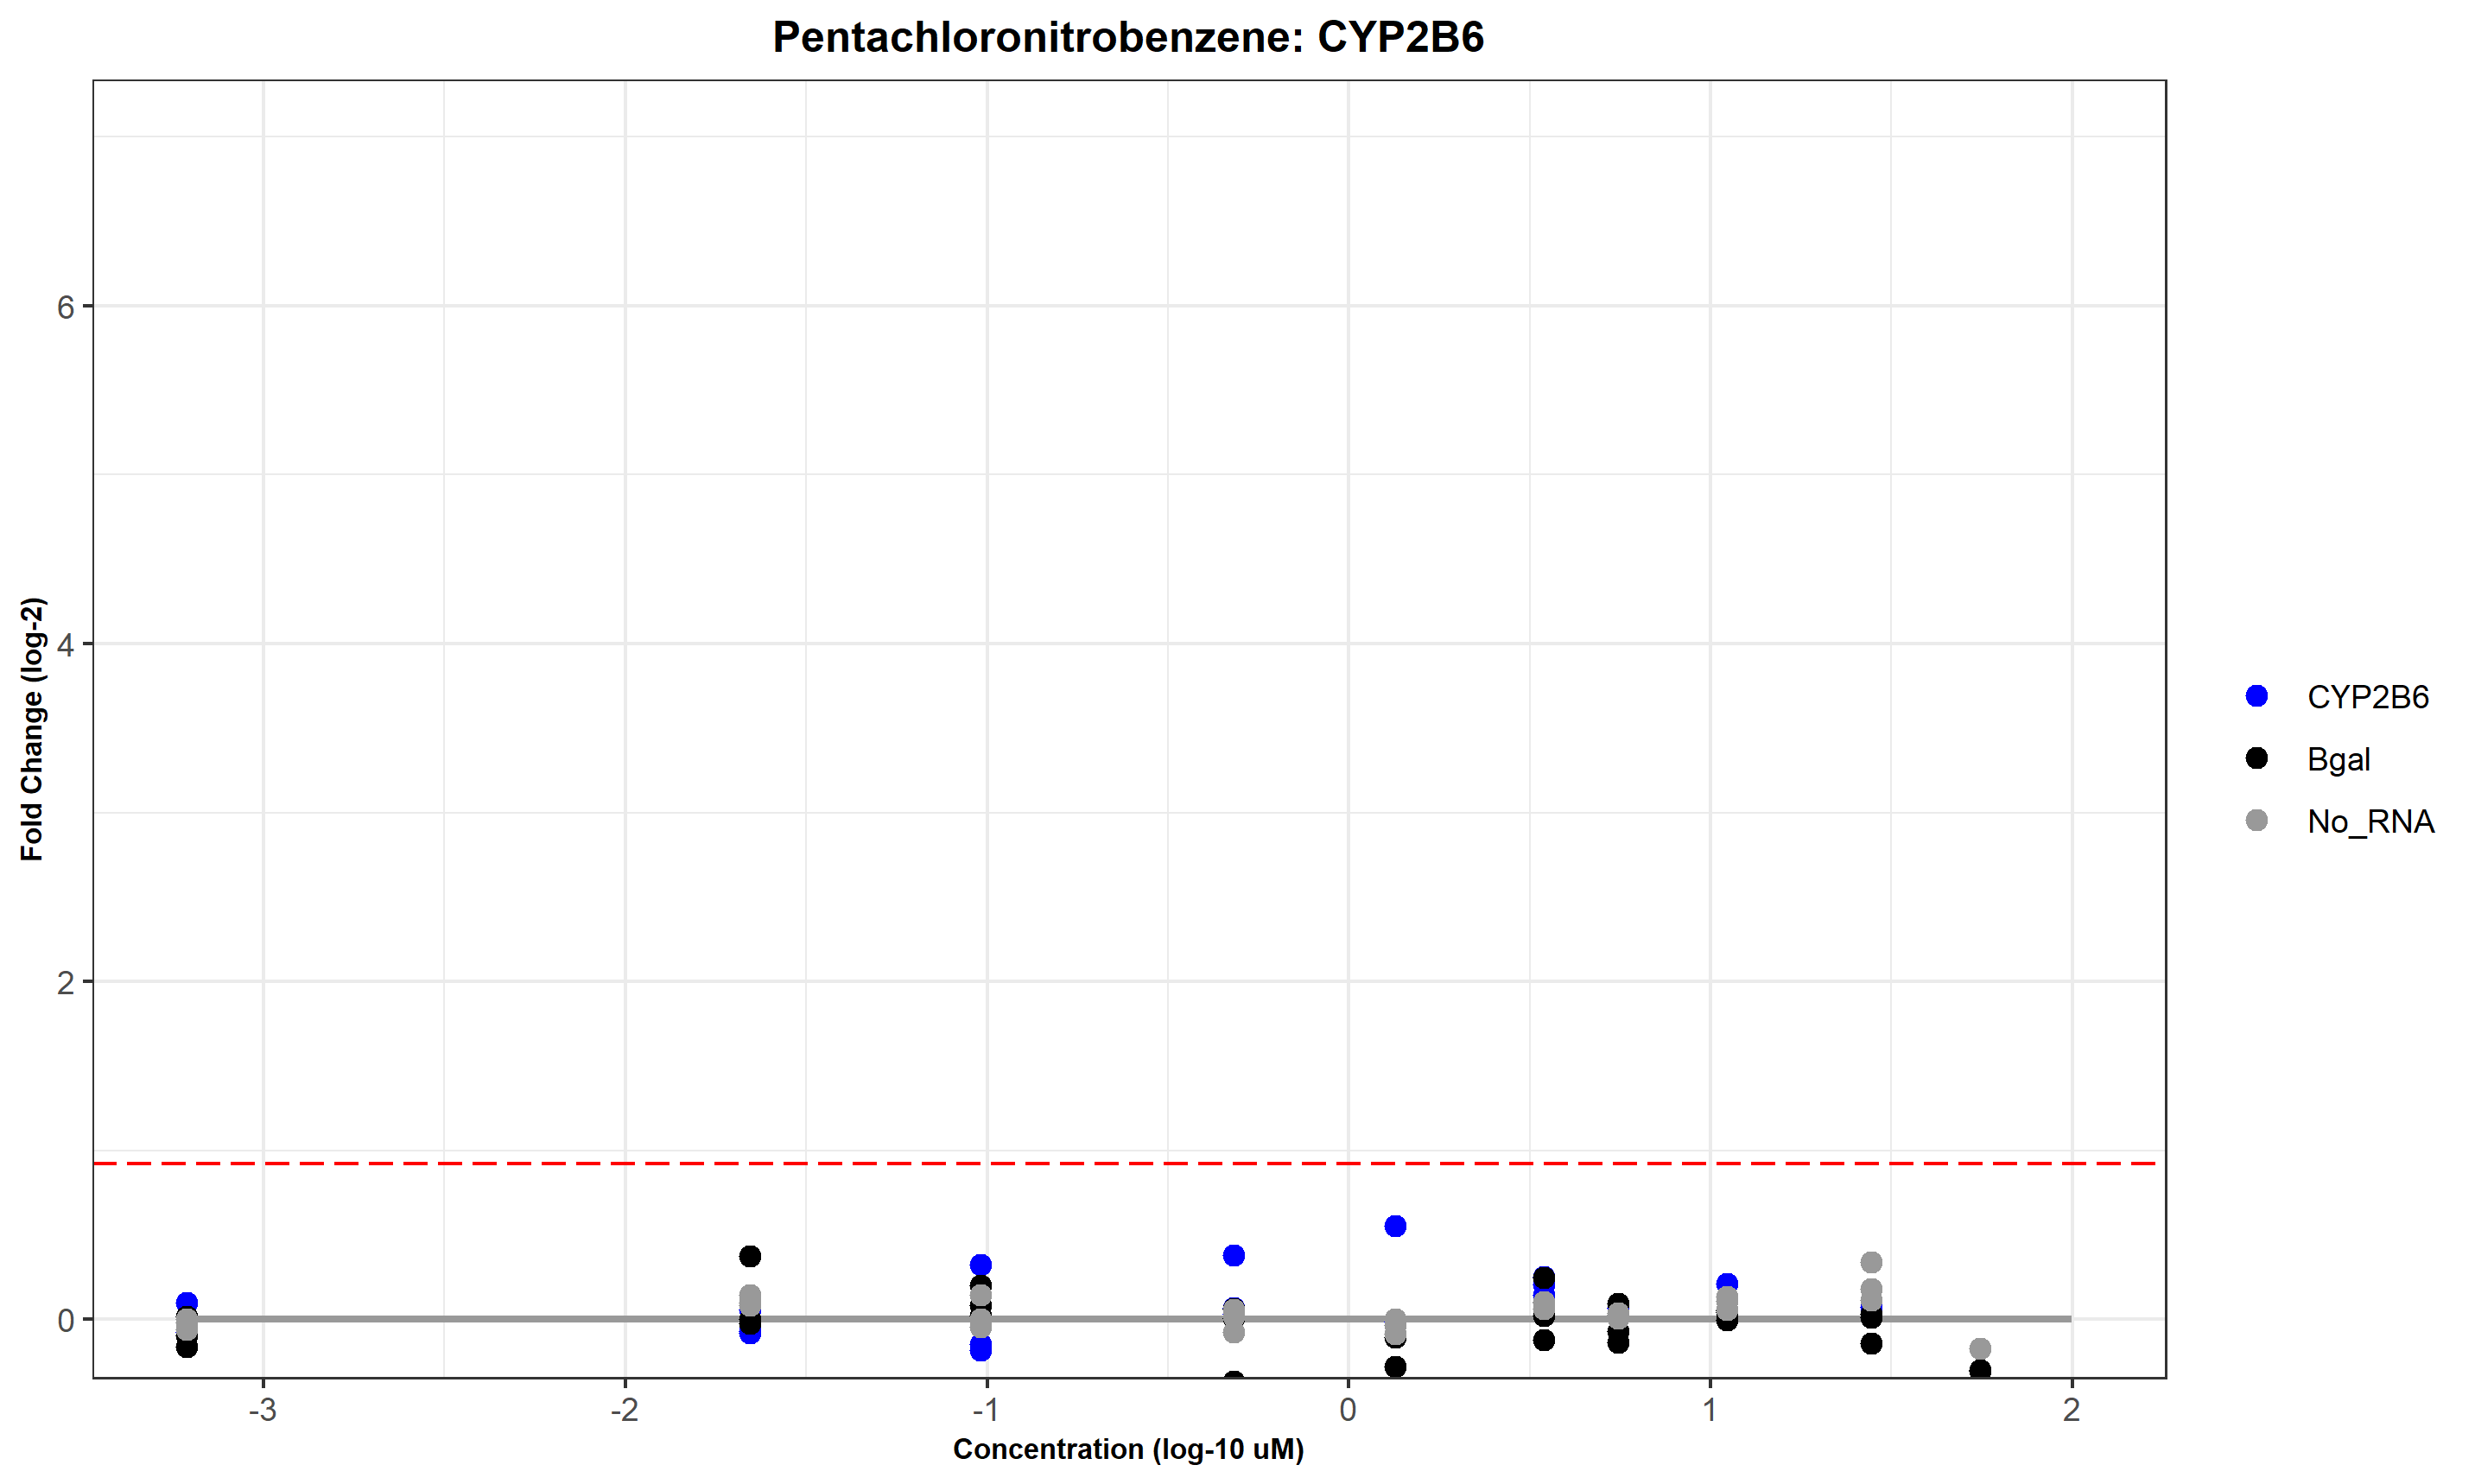 Pentachloronitrobenzene: CYP2B6
Fold Change (log-2)
6
4
2
0
-3
-2
-1
0
1
2
Concentration (log-10 uM)
CYP2B6
Bgal
No_RNA